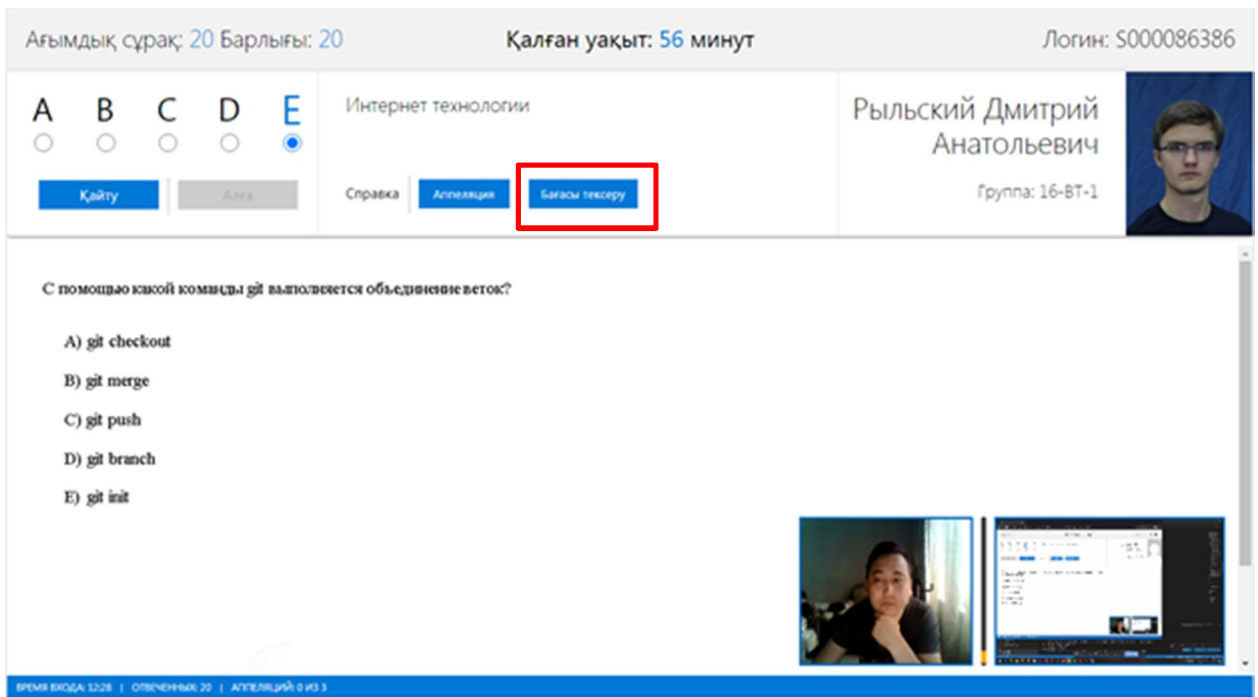 Ағымдық сұрақ: 20 Барлығы: 20
Қалған уақыт: 56 минут
Логин: S000086386
A B C D E
Интернет технологии
Рыльский Дмитрий
Анатольевич
Қайту
Алға
Справка
Аппеляция
Бағасы тексеру
Группа: 16-ВТ-1
С помощью какой команды git выполняется объединение веток?
A) git checkout
B) git merge
C) git push
D) git branch
E) git init
ВРЕМЯ ВХОДА: 12:28 | ОТВЕЧЕННЫХ: 20 | АППЕЛЯЦИЙ: 0 ИЗ 3